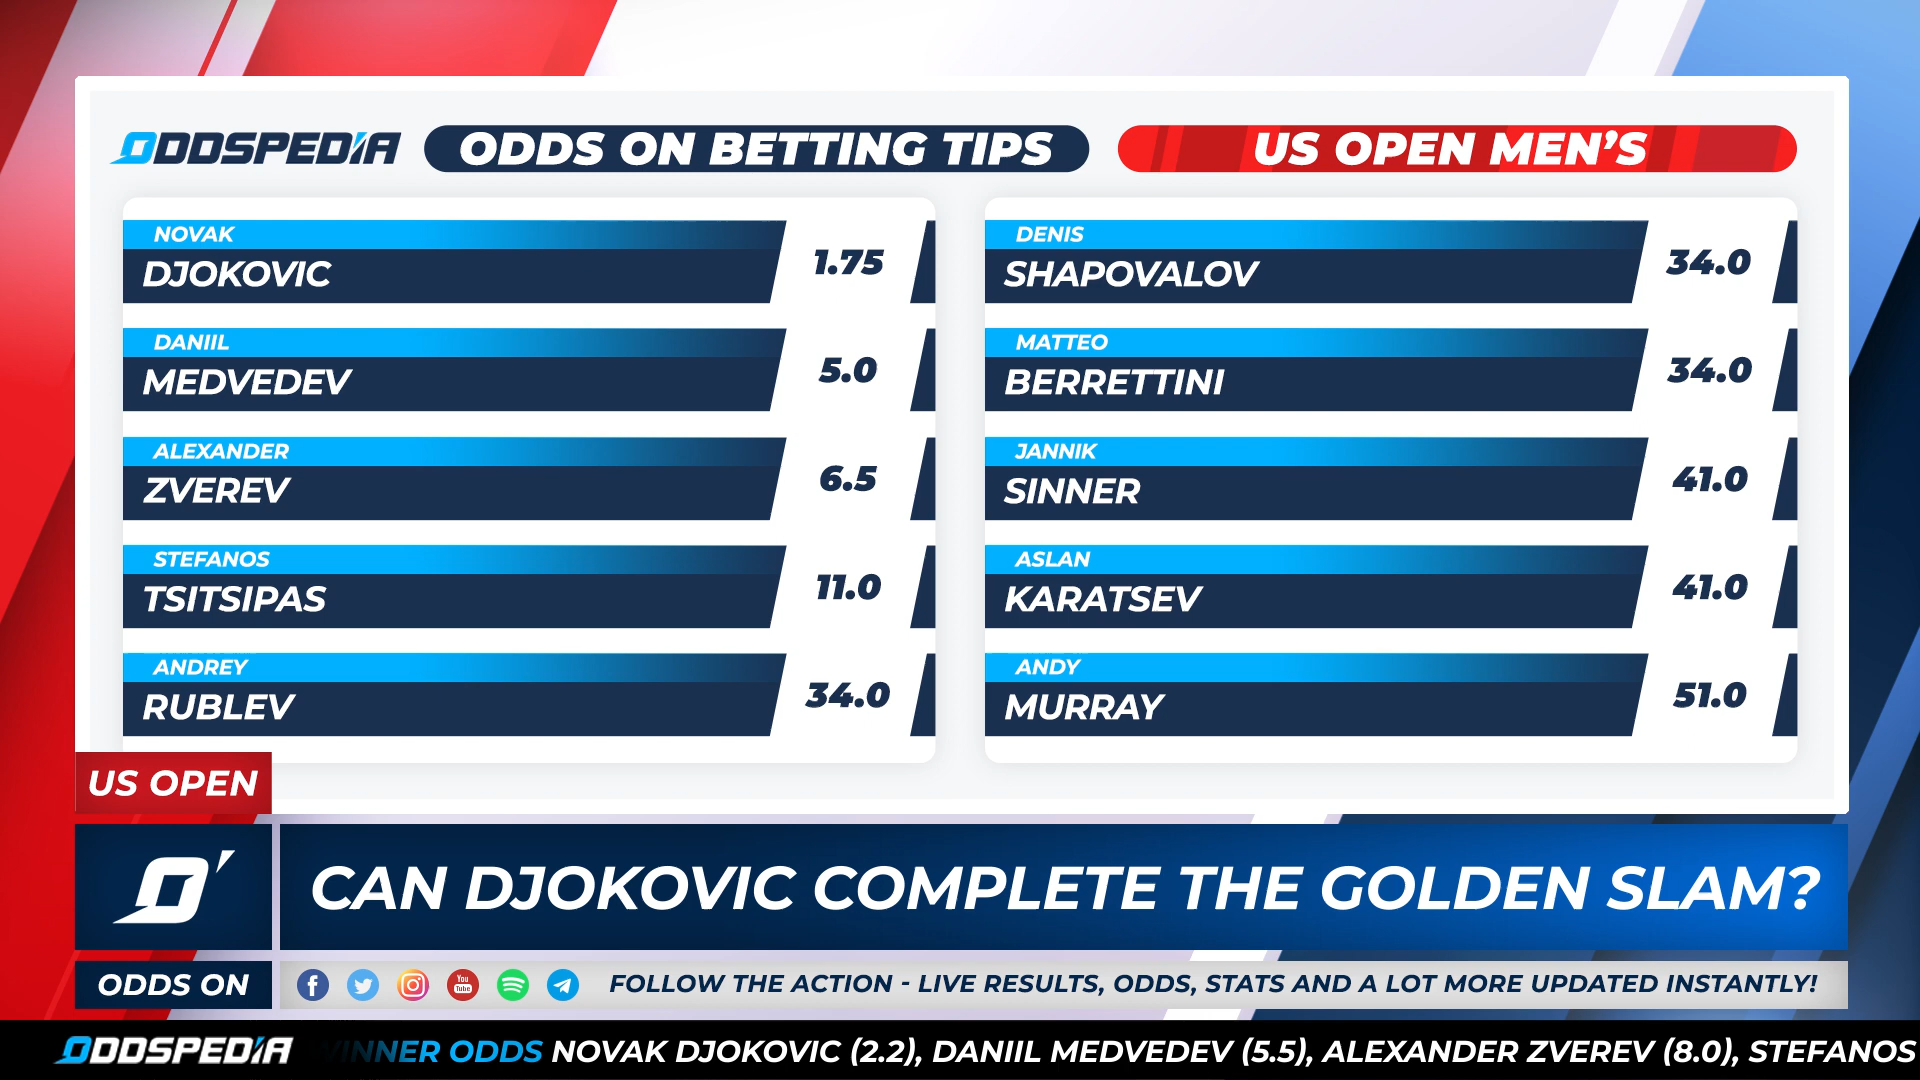 ODDSPEDIA
ODDS ON BETTING TIPS
US OPEN MEN'S
NOVAK
DJOKOVIC
1.75
DANIIL
MEDVEDEV
5.0
ALEXANDER
ZVEREV
6.5
STEFANOS
TSITSIPAS
11.0
ANDREY
RUBLEV
34.0
DENIS
SHAPOVALOV
34.0
MATTEO
BERRETTINI
34.0
JANNIK
SINNER
41.0
ASLAN
KARATSEV
41.0
ANDY
MURRAY
51.0
US OPEN
CAN DJOKOVIC COMPLETE THE GOLDEN SLAM?
ODDS ON
You Tube
FOLLOW THE ACTION - LIVE RESULTS, ODDS, STATS AND A LOT MORE UPDATED INSTANTLY!
ODDSPEDIA
INNER ODDS NOVAK DJOKOVIC (2.2), DANIIL MEDVEDEV (5.5), ALEXANDER ZVEREV (8.0), STEFANOS